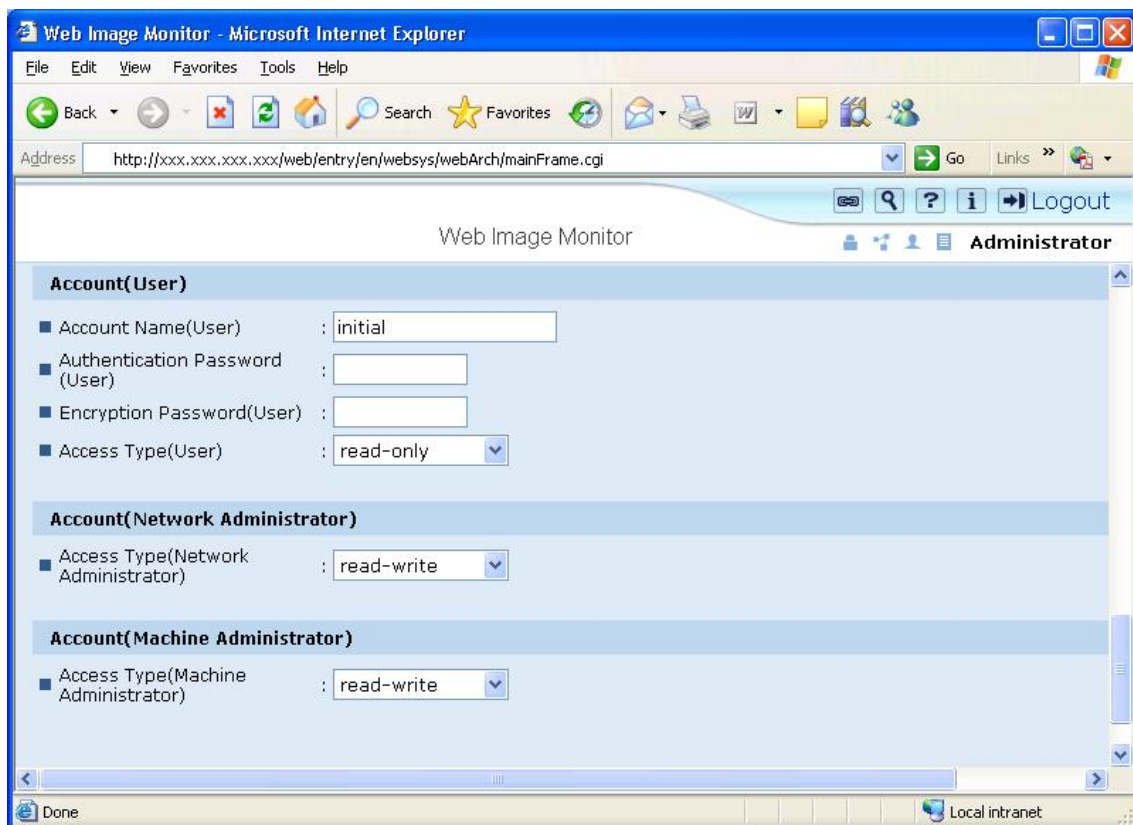 Web Image Monitor - Microsoft Internet Explorer
File Edit View Favorites Tools Help
Back Search Favorites W
Address http://xxx.xxx.xxx.xxx/web/entry/en/websys/webArch/mainFrame.cgi Go Links »
? i Logout
Web Image Monitor Administrator
Account(User)
Account Name(User) : initial
Authentication Password
(User) :
Encryption Password(User) :
Access Type(User) : read-only
Account(Network Administrator)
Access Type(Network
Administrator) : read-write
Account(Machine Administrator)
Access Type(Machine
Administrator) : read-write
Done Local intranet